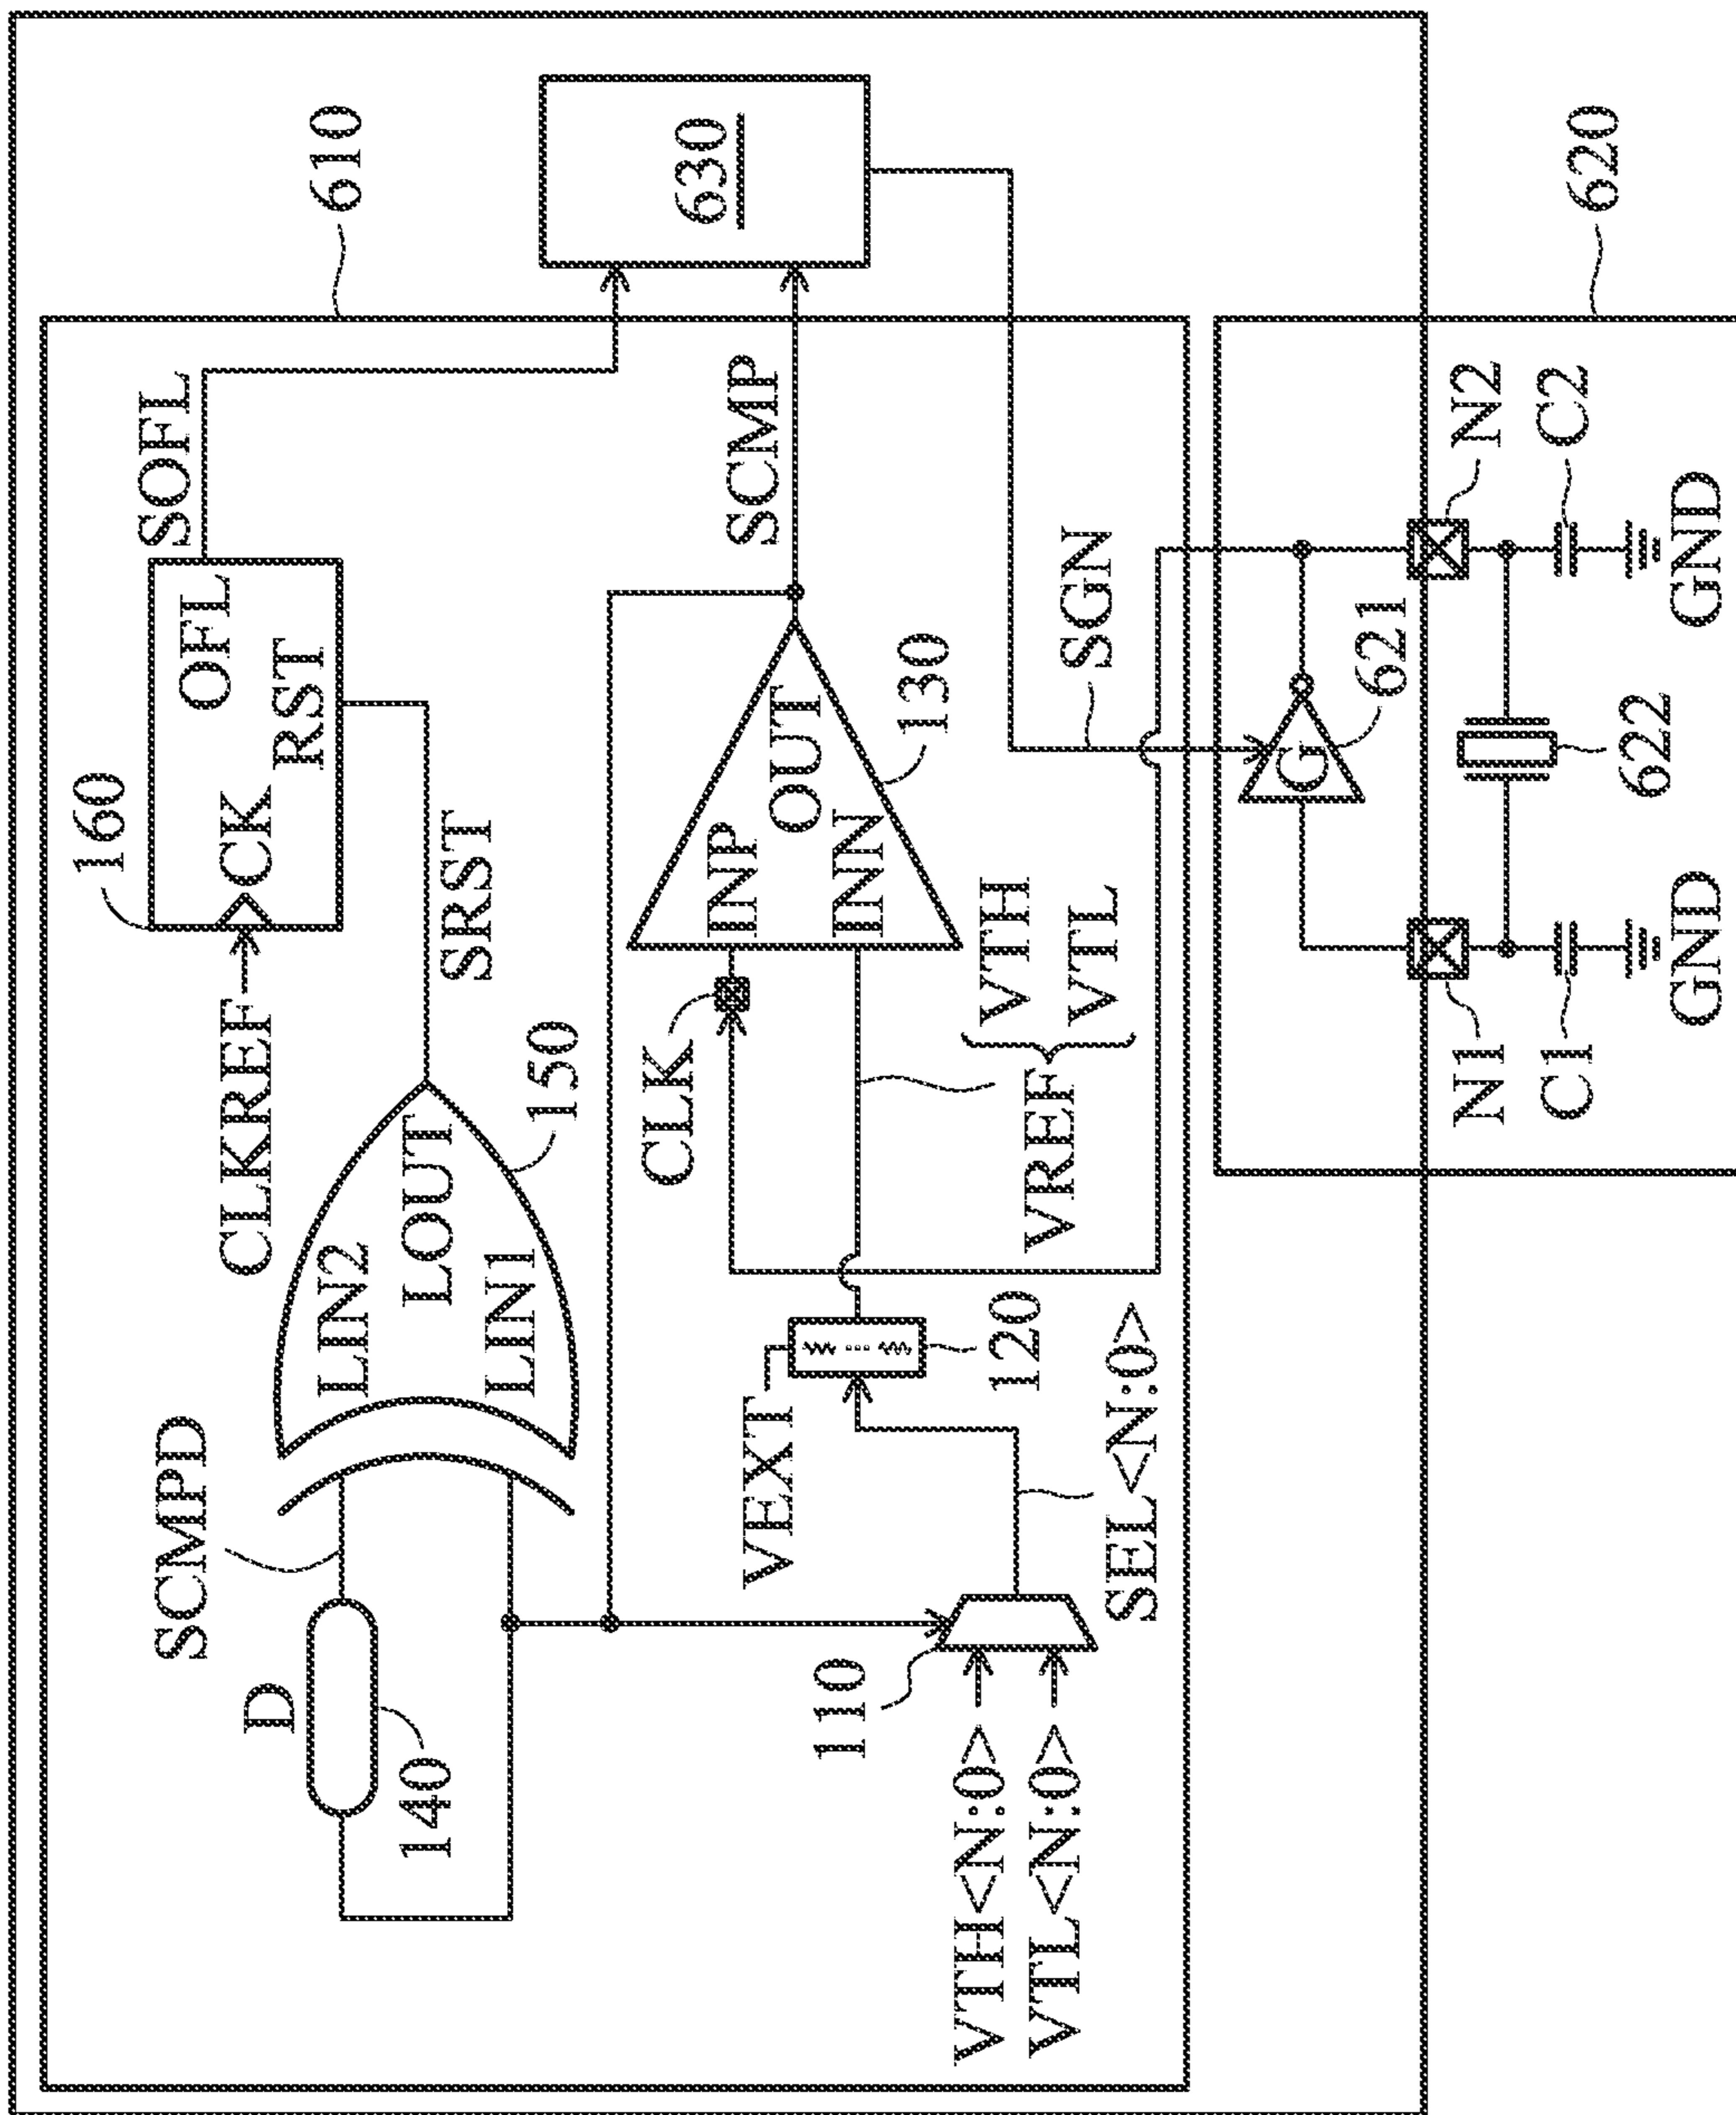 610
630
SOFL
160
OFL
CK
RST
CLKREF
SRST
SCMPD
D
140
LIN2
LOUT
LIN1
150
SCMP
INP
OUT
INN
130
CLK
VREF
VTH
VTL
VEXT
120
110
SEL<N:0>
VTH<N:0>
VTL<N:0>
SGN
620
G
621
622
N1
N2
C1
C2
GND
GND